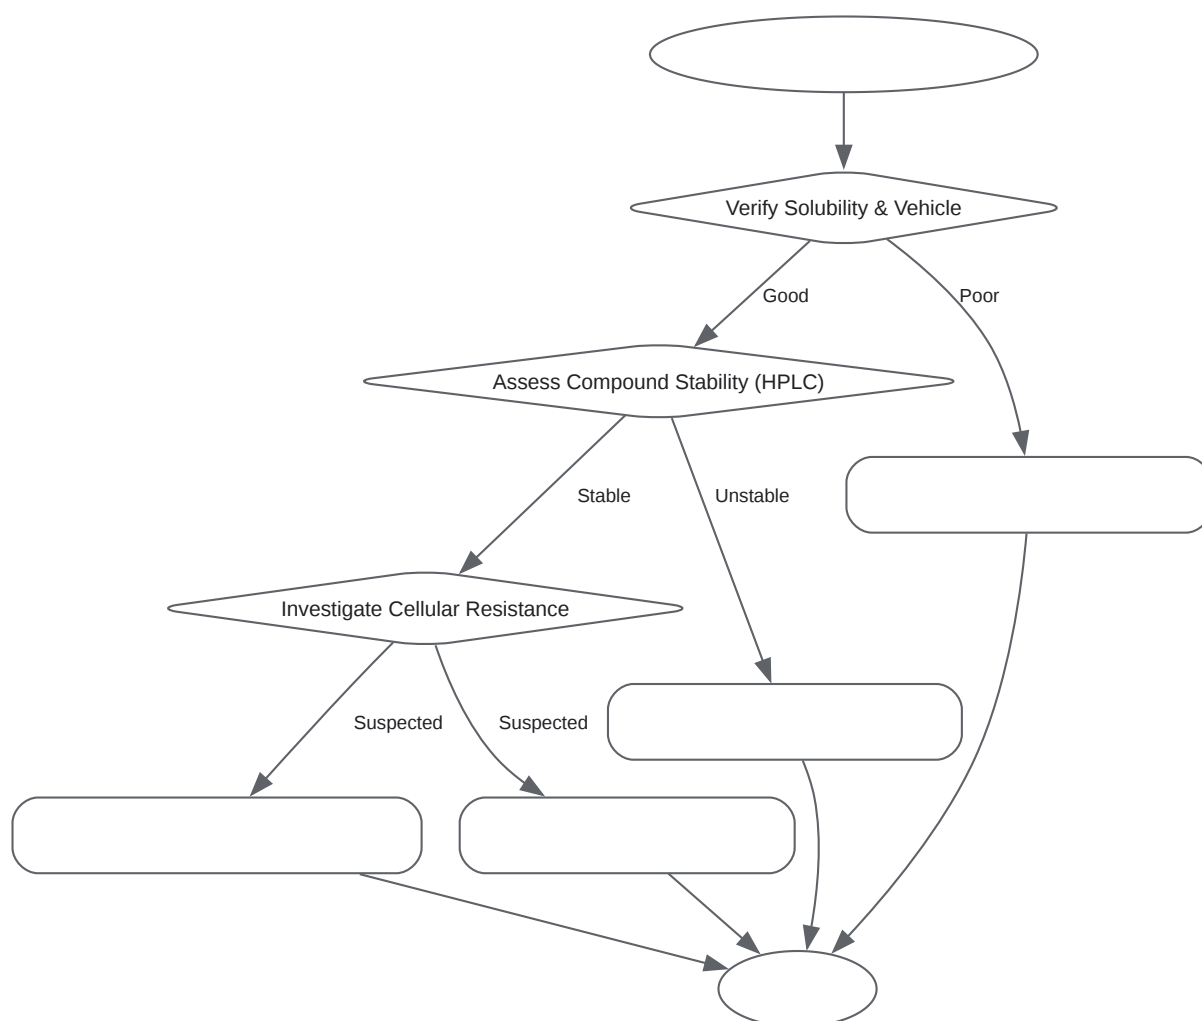 Verify Solubility & Vehicle
Good
Poor
Assess Compound Stability (HPLC)
Stable
Unstable
Investigate Cellular Resistance
Suspected
Suspected